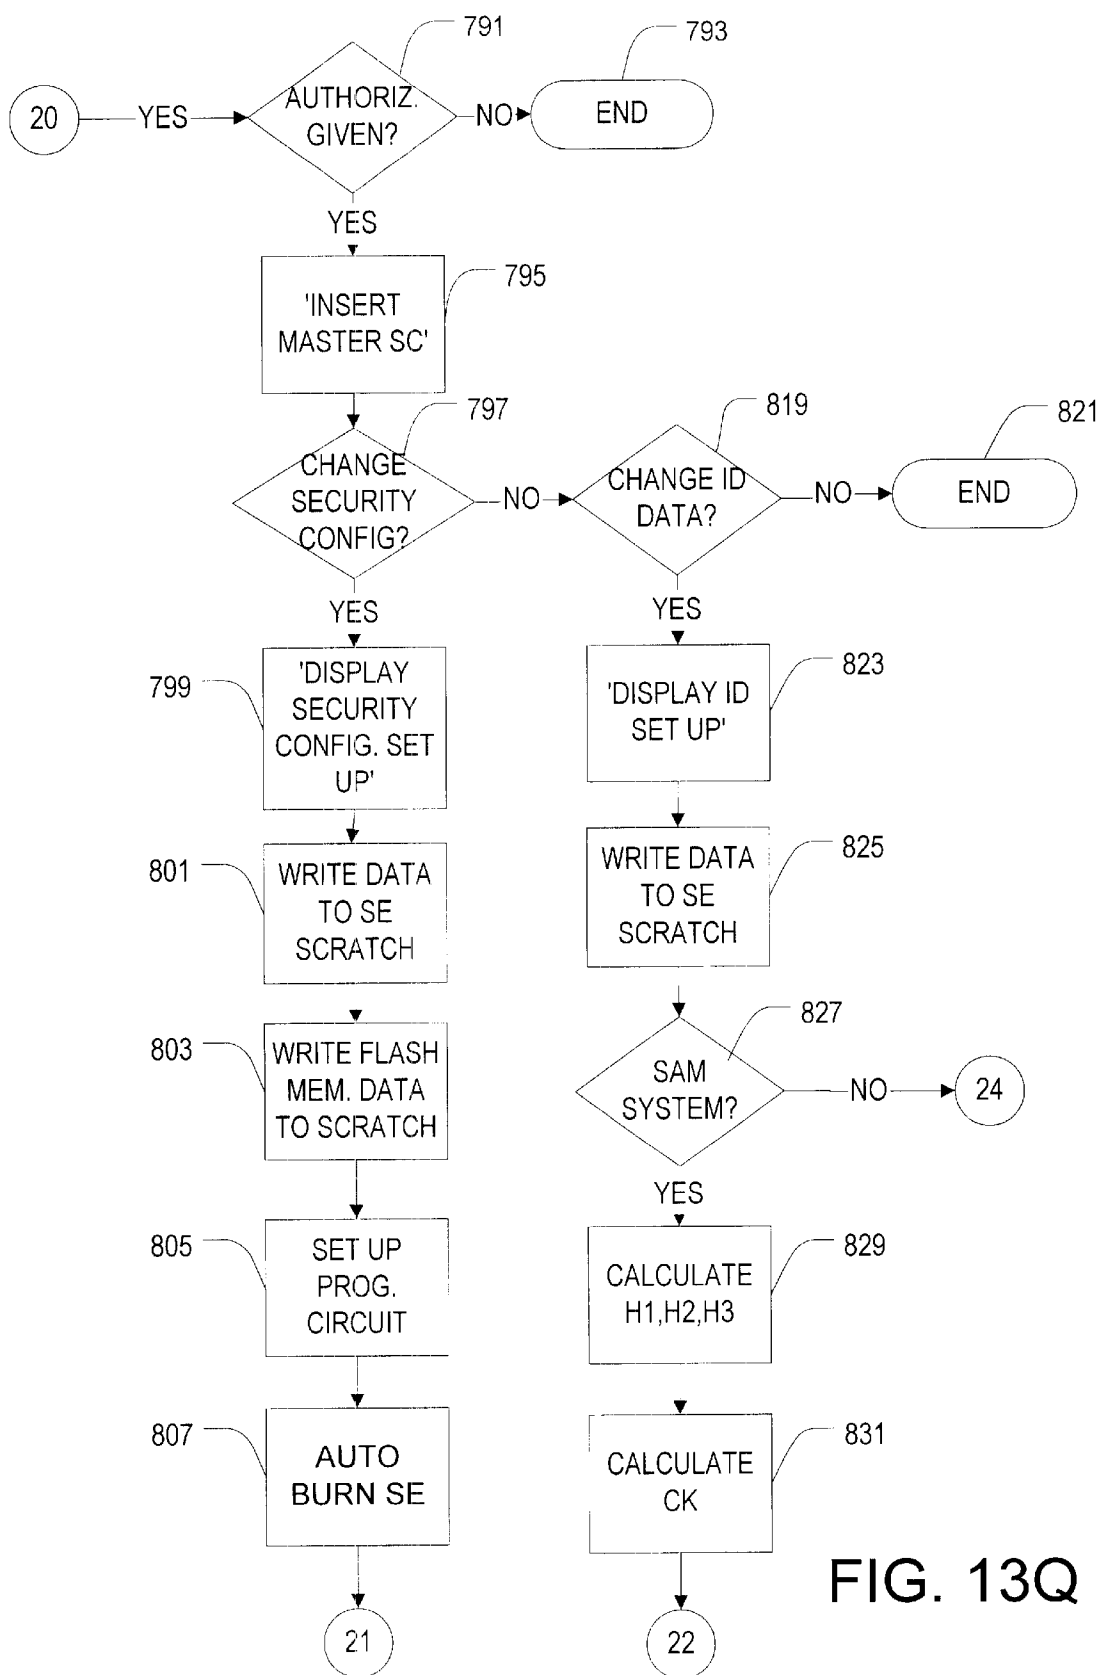 791
793
20
YES
AUTHORIZ.
GIVEN?
NO
END
YES
795
'INSERT
MASTER SC'
797
819
821
CHANGE
SECURITY
CONFIG?
NO
CHANGE ID
DATA?
NO
END
YES
YES
799
'DISPLAY
SECURITY
CONFIG. SET
UP'
823
'DISPLAY ID
SET UP'
801
WRITE DATA
TO SE
SCRATCH
825
WRITE DATA
TO SE
SCRATCH
803
WRITE FLASH
MEM. DATA
TO SCRATCH
827
SAM
SYSTEM?
NO
24
YES
805
SET UP
PROG.
CIRCUIT
829
CALCULATE
H1,H2,H3
807
AUTO
BURN SE
831
CALCULATE
CK
21
22
FIG. 13Q